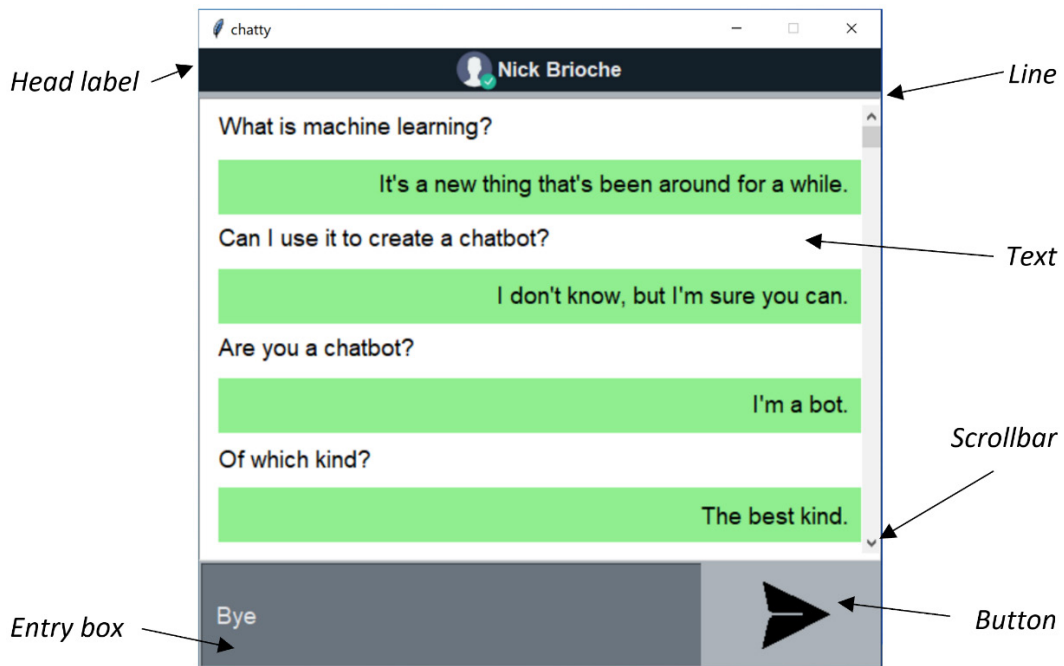 chatty
Head label
Nick Brioche
Line
What is machine learning?
It's a new thing that's been around for a while.
Can I use it to create a chatbot?
Text
I don't know, but I'm sure you can.
Are you a chatbot?
I'm a bot.
Scrollbar
Of which kind?
The best kind.
Entry box
Bye
Button